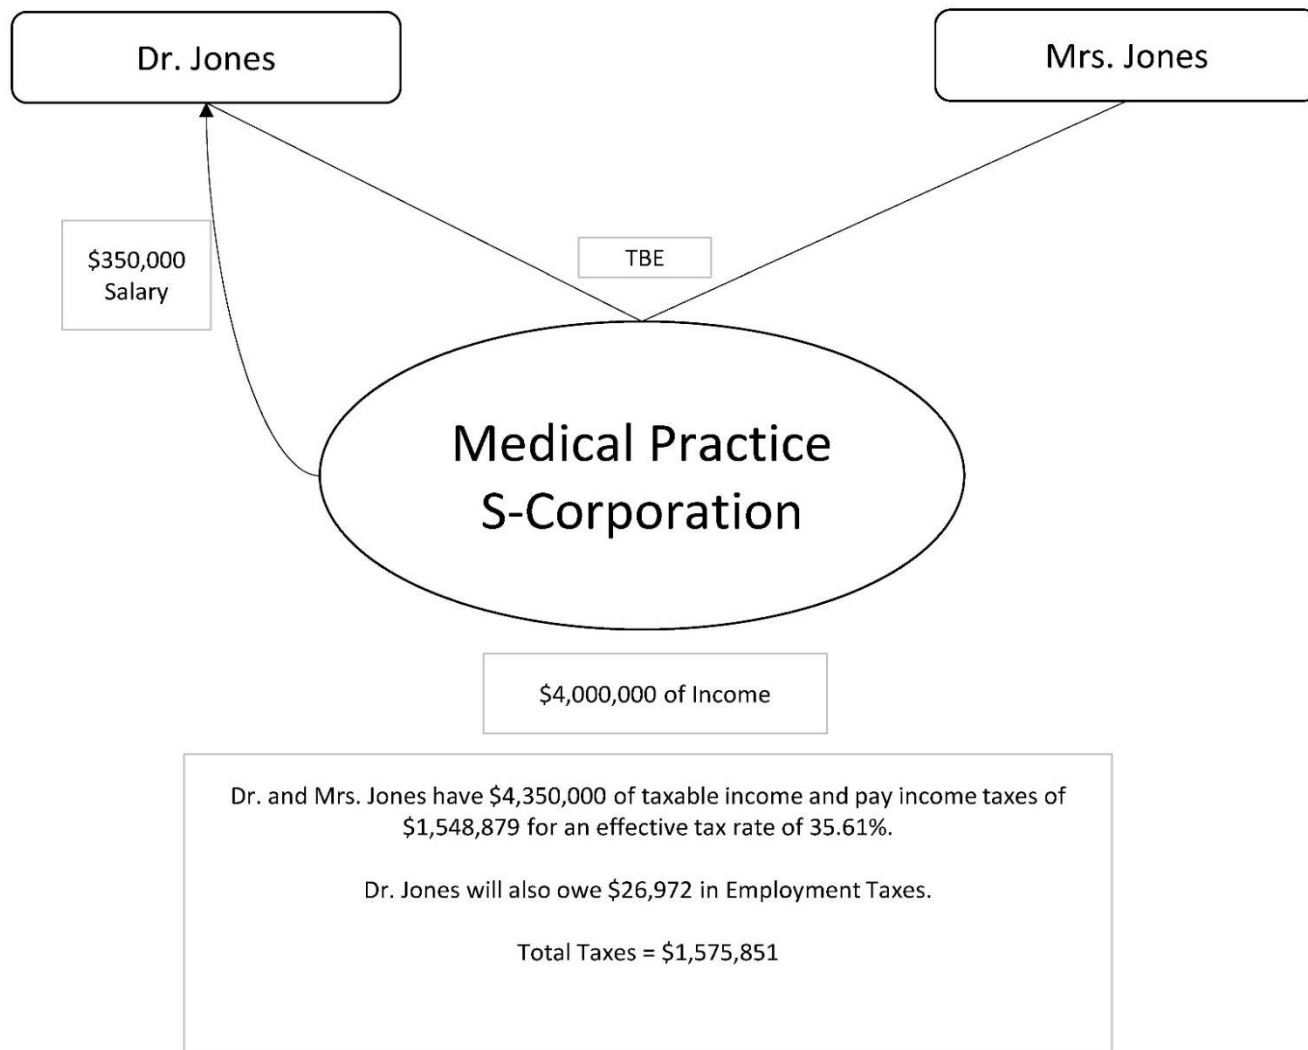 Dr. Jones
Mrs. Jones
$350,000
Salary
TBE
Medical Practice
S-Corporation
$4,000,000 of Income
Dr. and Mrs. Jones have $4,350,000 of taxable income and pay income taxes of
$1,548,879 for an effective tax rate of 35.61%.
Dr. Jones will also owe $26,972 in Employment Taxes.
Total Taxes = $1,575,851